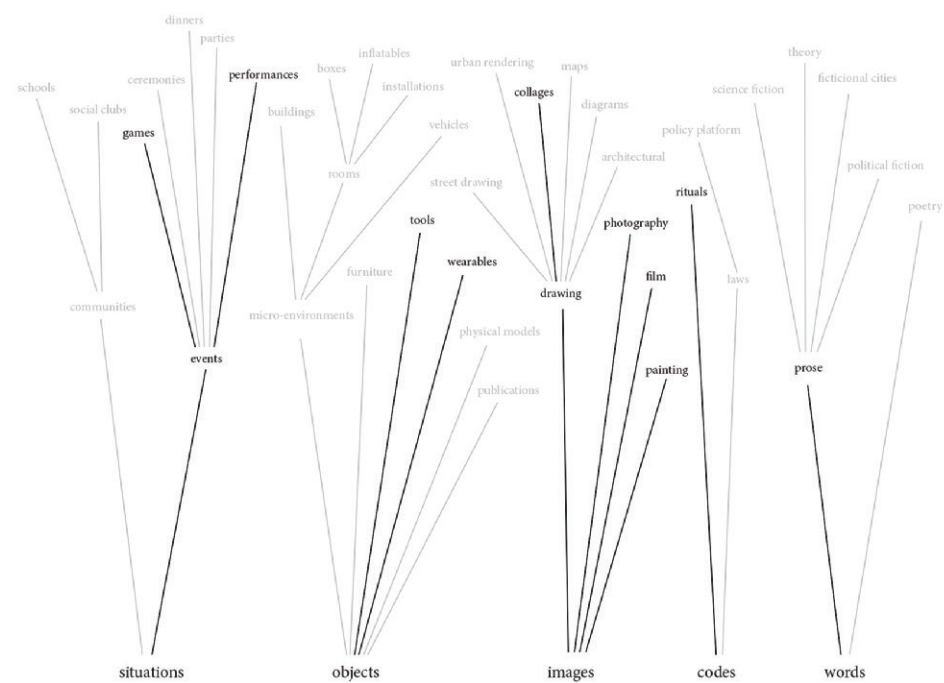 dinners
parties
performances
ceremonies
schools
social clubs
games
communities
events
inflatables
boxes
installations
buildings
vehicles
rooms
tools
wearables
furniture
micro-environments
physical models
publications
urban rendering
maps
collages
diagrams
architectural
street drawing
photography
film
drawing
painting
policy platform
rituals
laws
theory
ficticional cities
science fiction
political fiction
poetry
prose
situations
objects
images
codes
words